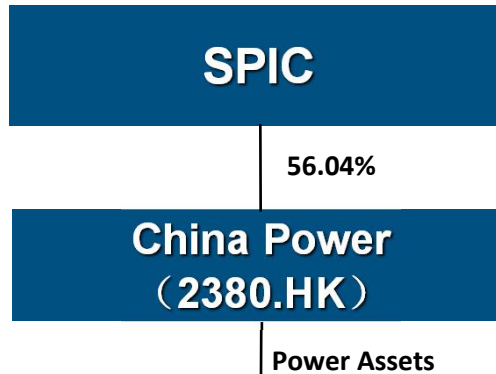 SPIC
56.04%
China Power
（2380.HK）
Power Assets